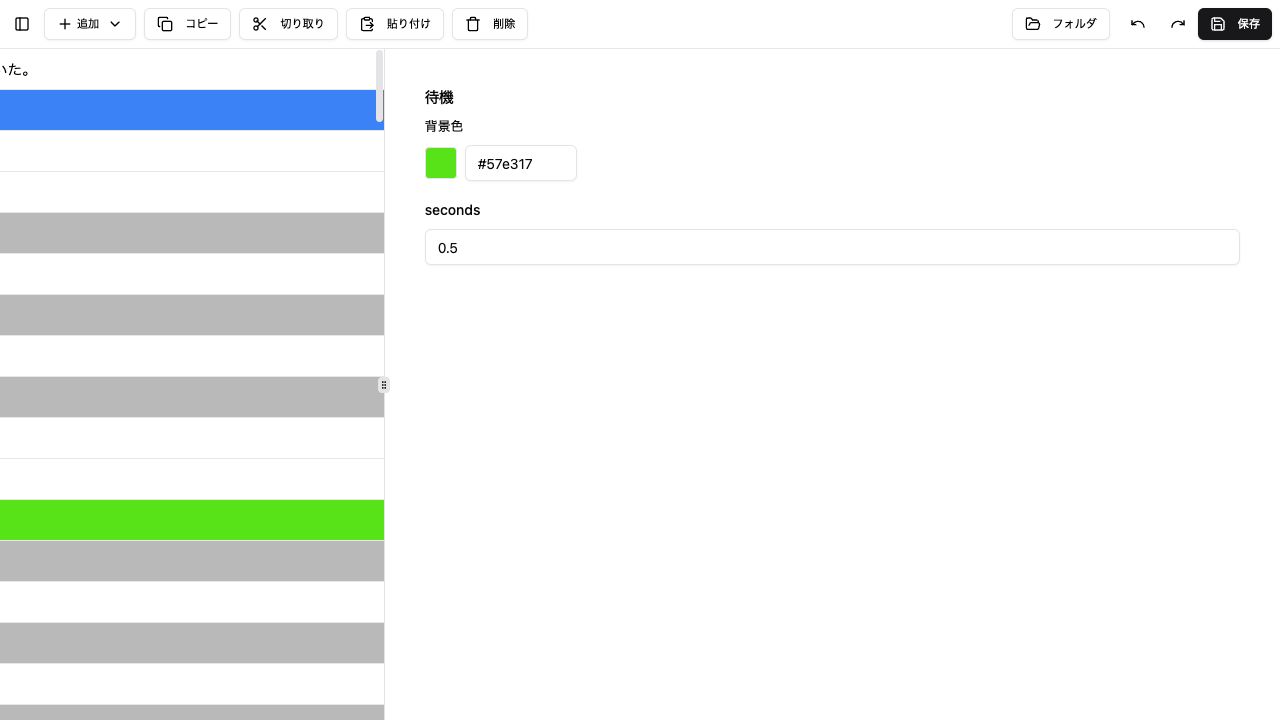 追加 コピー 切り取り 貼り付け 削除 フォルダ 保存
いた。
待機
背景色
#57e317
seconds
0.5